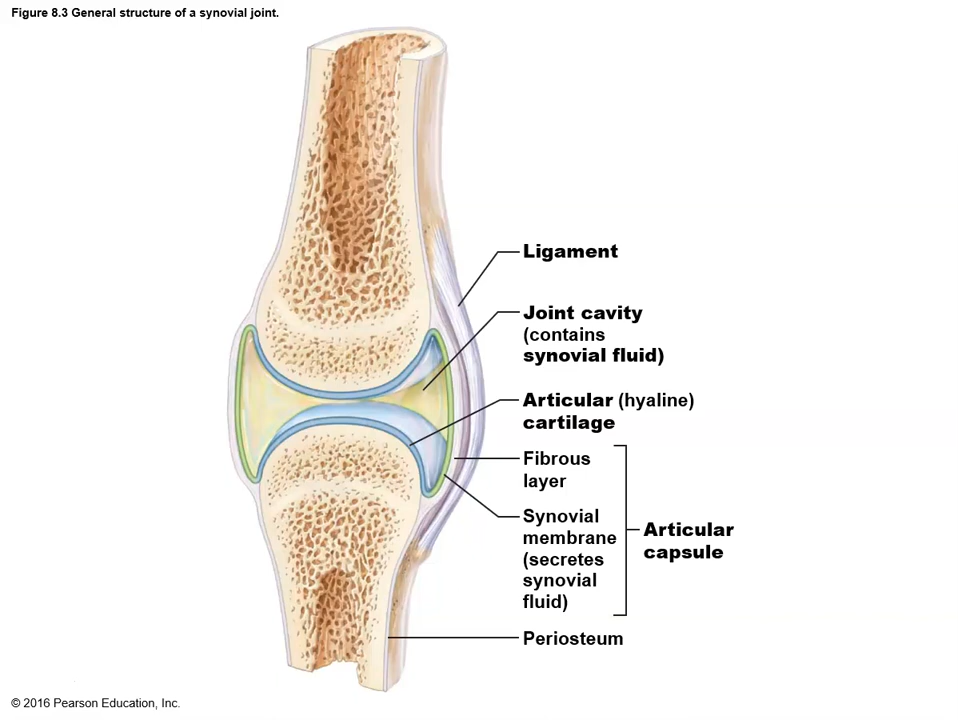 Figure 8.3 General structure of a synovial joint.
Ligament
Joint cavity
(contains
synovial fluid)
Articular (hyaline)
cartilage
Fibrous
layer
Synovial
membrane
(secretes
synovial
fluid)
Articular
capsule
Periosteum
© 2016 Pearson Education, Inc.